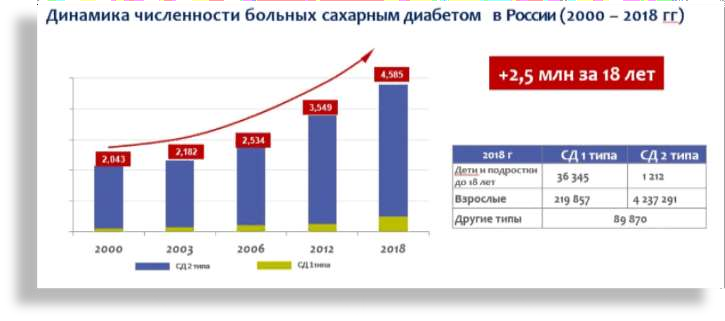 Динамика численности больных сахарным диабетом в России (2000 – 2018 гг)
+2,5 млн за 18 лет
4,585
3,549
2,534
2,182
2,043
2000 2003 2006 2012 2018
СД 2 типа СД 1 типа
2018 г СД 1 типа СД 2 типа
Дети и подростки
до 18 лет 36 345 1 212
Взрослые 219 857 4 237 291
Другие типы 89 870